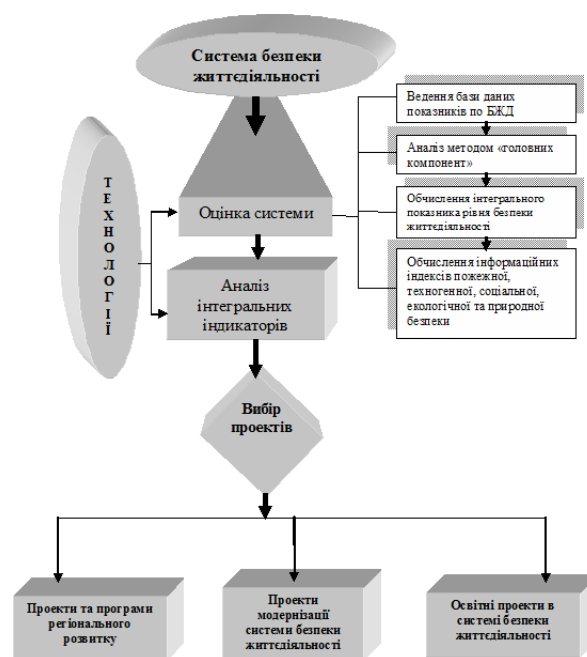 Система безпеки
життєдіяльності
ТЕХНОЛОГІЇ
Оцінка системи
Ведення бази даних
показників по БЖД
Аналіз методом «головних
компонент»
Обчислення інтегрального
показника рівня безпеки
життєдіяльності
Обчислення інформаційних
індексів пожежної,
техногенної, соціальної,
екологічної та природної
безпеки
Аналіз
інтегральних
індикаторів
Вибір
проектів
Проекти та програми
регіонального
розвитку
Проекти
модернізації
системи безпеки
життєдіяльності
Освітні проекти в
системі безпеки
життєдіяльності